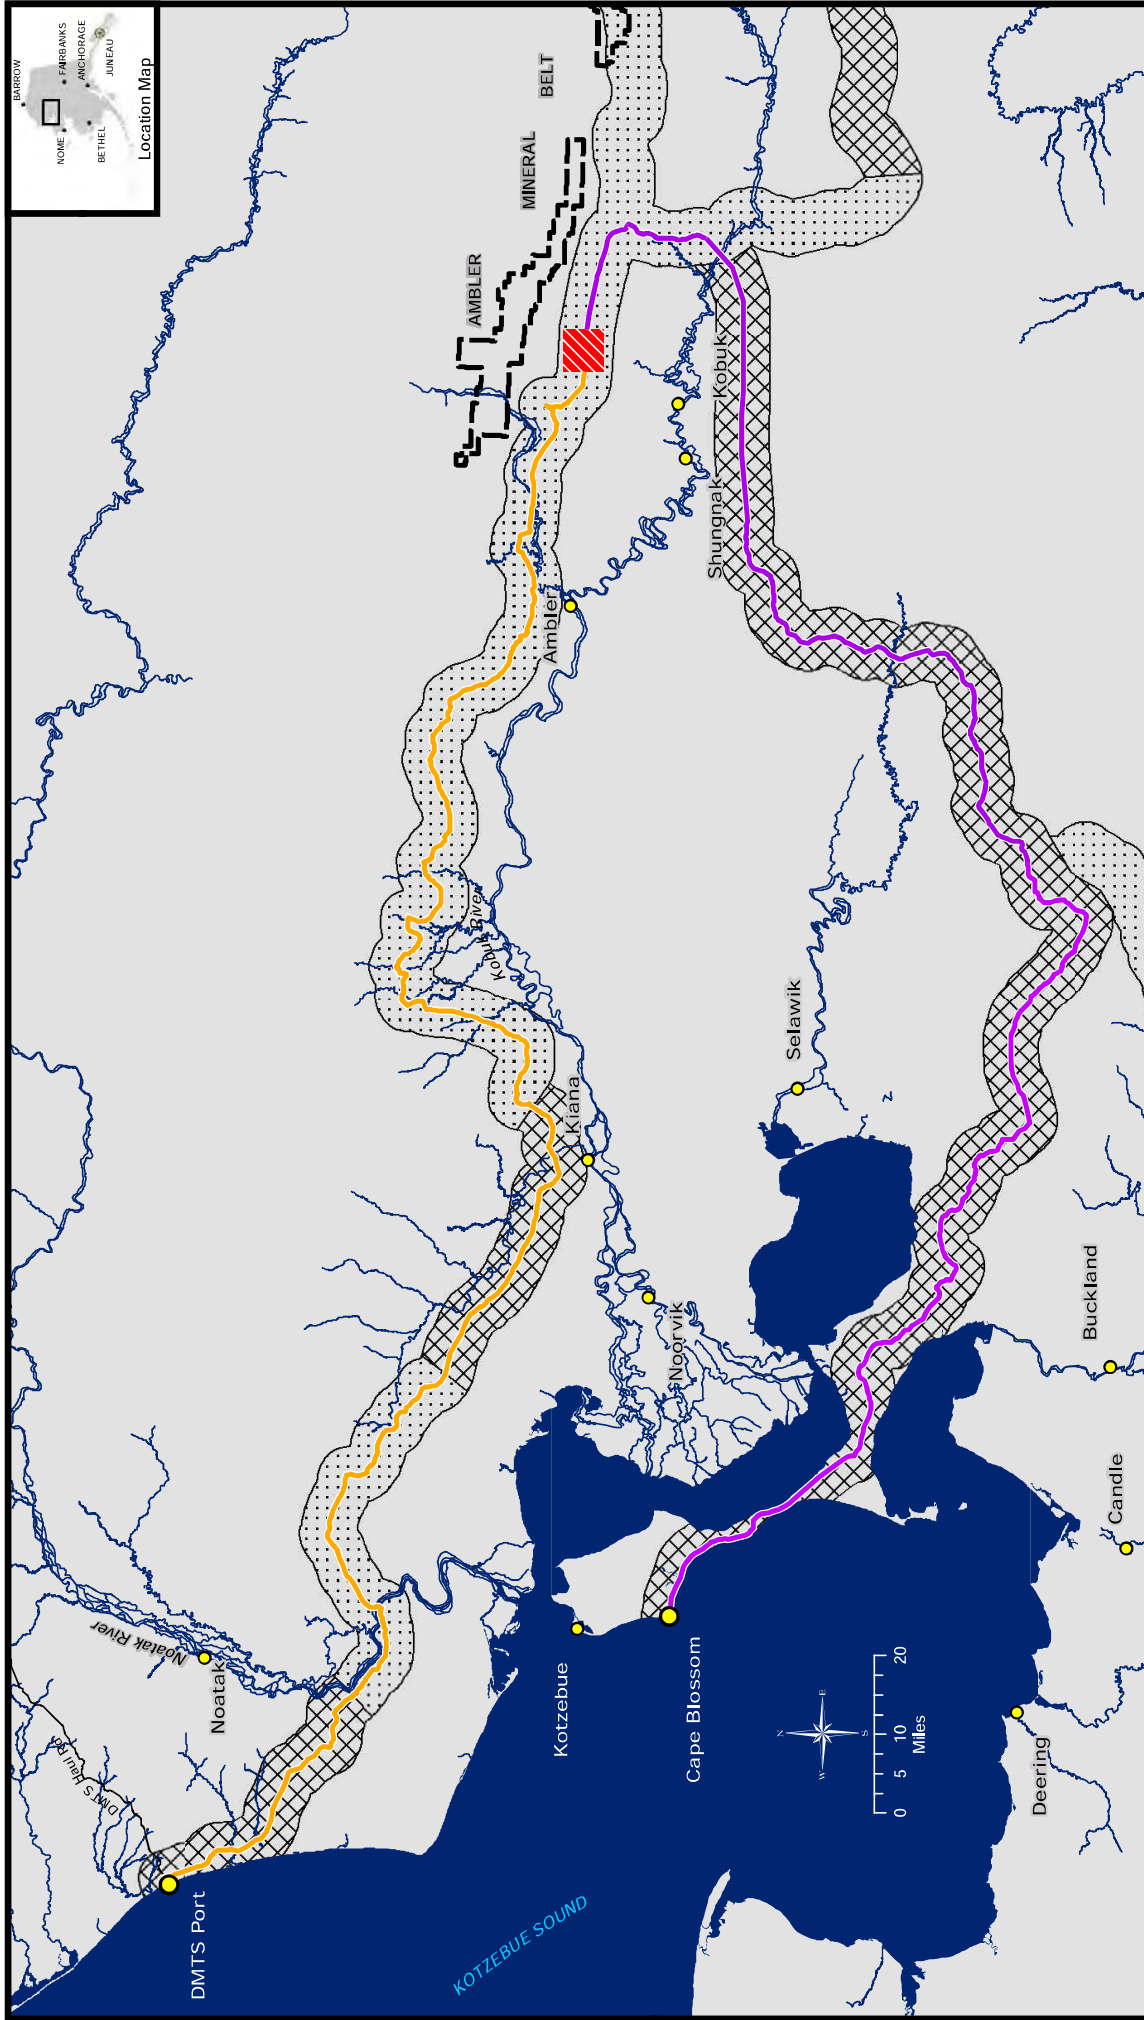 BARROW
FAIRBANKS
ANCHORAGE
NOME
BETHEL
JUNEAU
Location Map
AMBLER
MINERAL
BELT
DMTS Haul Rd
Noatak River
Noatak
DMTS Port
KOTZEBUE SOUND
Kotzebue
Cape Blossom
Noorvik
Kiana
Kobuk River
Ambler
Shungnak
Kobuk
Selawik
Buckland
Candle
Deering
N
E
S
W
0 5 10 20
Miles